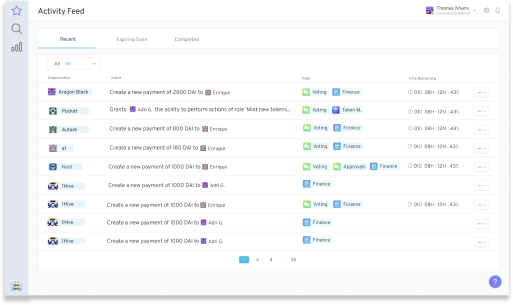 Activity Feed
Thomas Khans
Recent
Expiring Soon
Completed
All
Organization
Intent
Path
Time Remaining
Aragon Black
Create a new payment of 2800 DAI to Enrique
Voting
Finance
01D : 08H : 12M : 43S
Pocket
Grants Adri G. the ability to perform actions of role 'Mint new tokens...
Voting
Token M.
01D : 08H : 12M : 43S
Autark
Create a new payment of 800 DAI to Enrique
Voting
Finance
01D : 08H : 12M : 43S
a1
Create a new payment of 180 DAI to Enrique
Voting
Finance
01D : 08H : 12M : 43S
Nest
Create a new payment of 1000 DAI to Enrique
Voting
Approvals
Finance
01D : 08H : 12M : 43S
1Hive
Create a new payment of 1000 DAI to Adri G.
Finance
1Hive
Create a new payment of 1000 DAI to Enrique
Voting
Finance
01D : 08H : 12M : 43S
1Hive
Create a new payment of 1000 DAI to Adri G.
Finance
1Hive
Create a new payment of 1000 DAI to Adri G.
Finance
1 2 3 ... 36
?